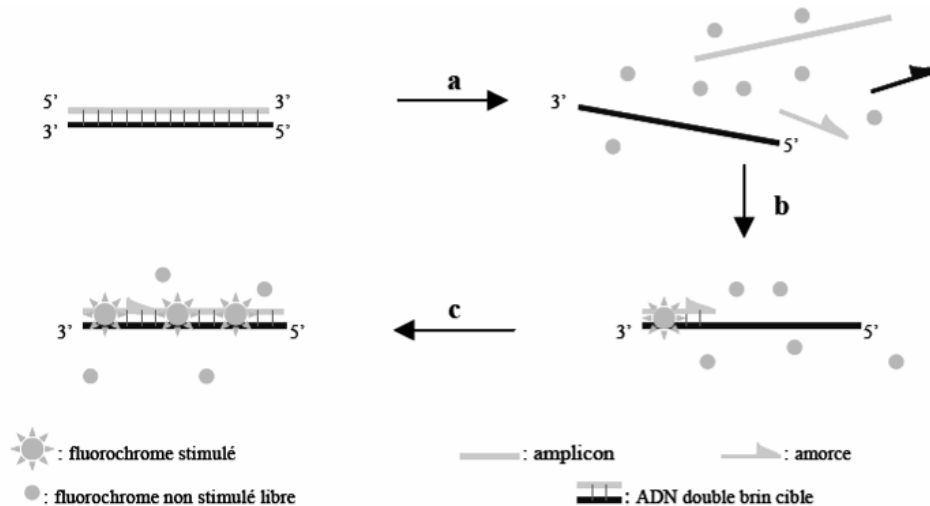 a
5’ 3’
3’ 5’
3’
5’
b
c
3’ 5’
3’ 5’
: fluorochrome stimulé
: amplicon
: amorce
: fluorochrome non stimulé libre
: ADN double brin cible